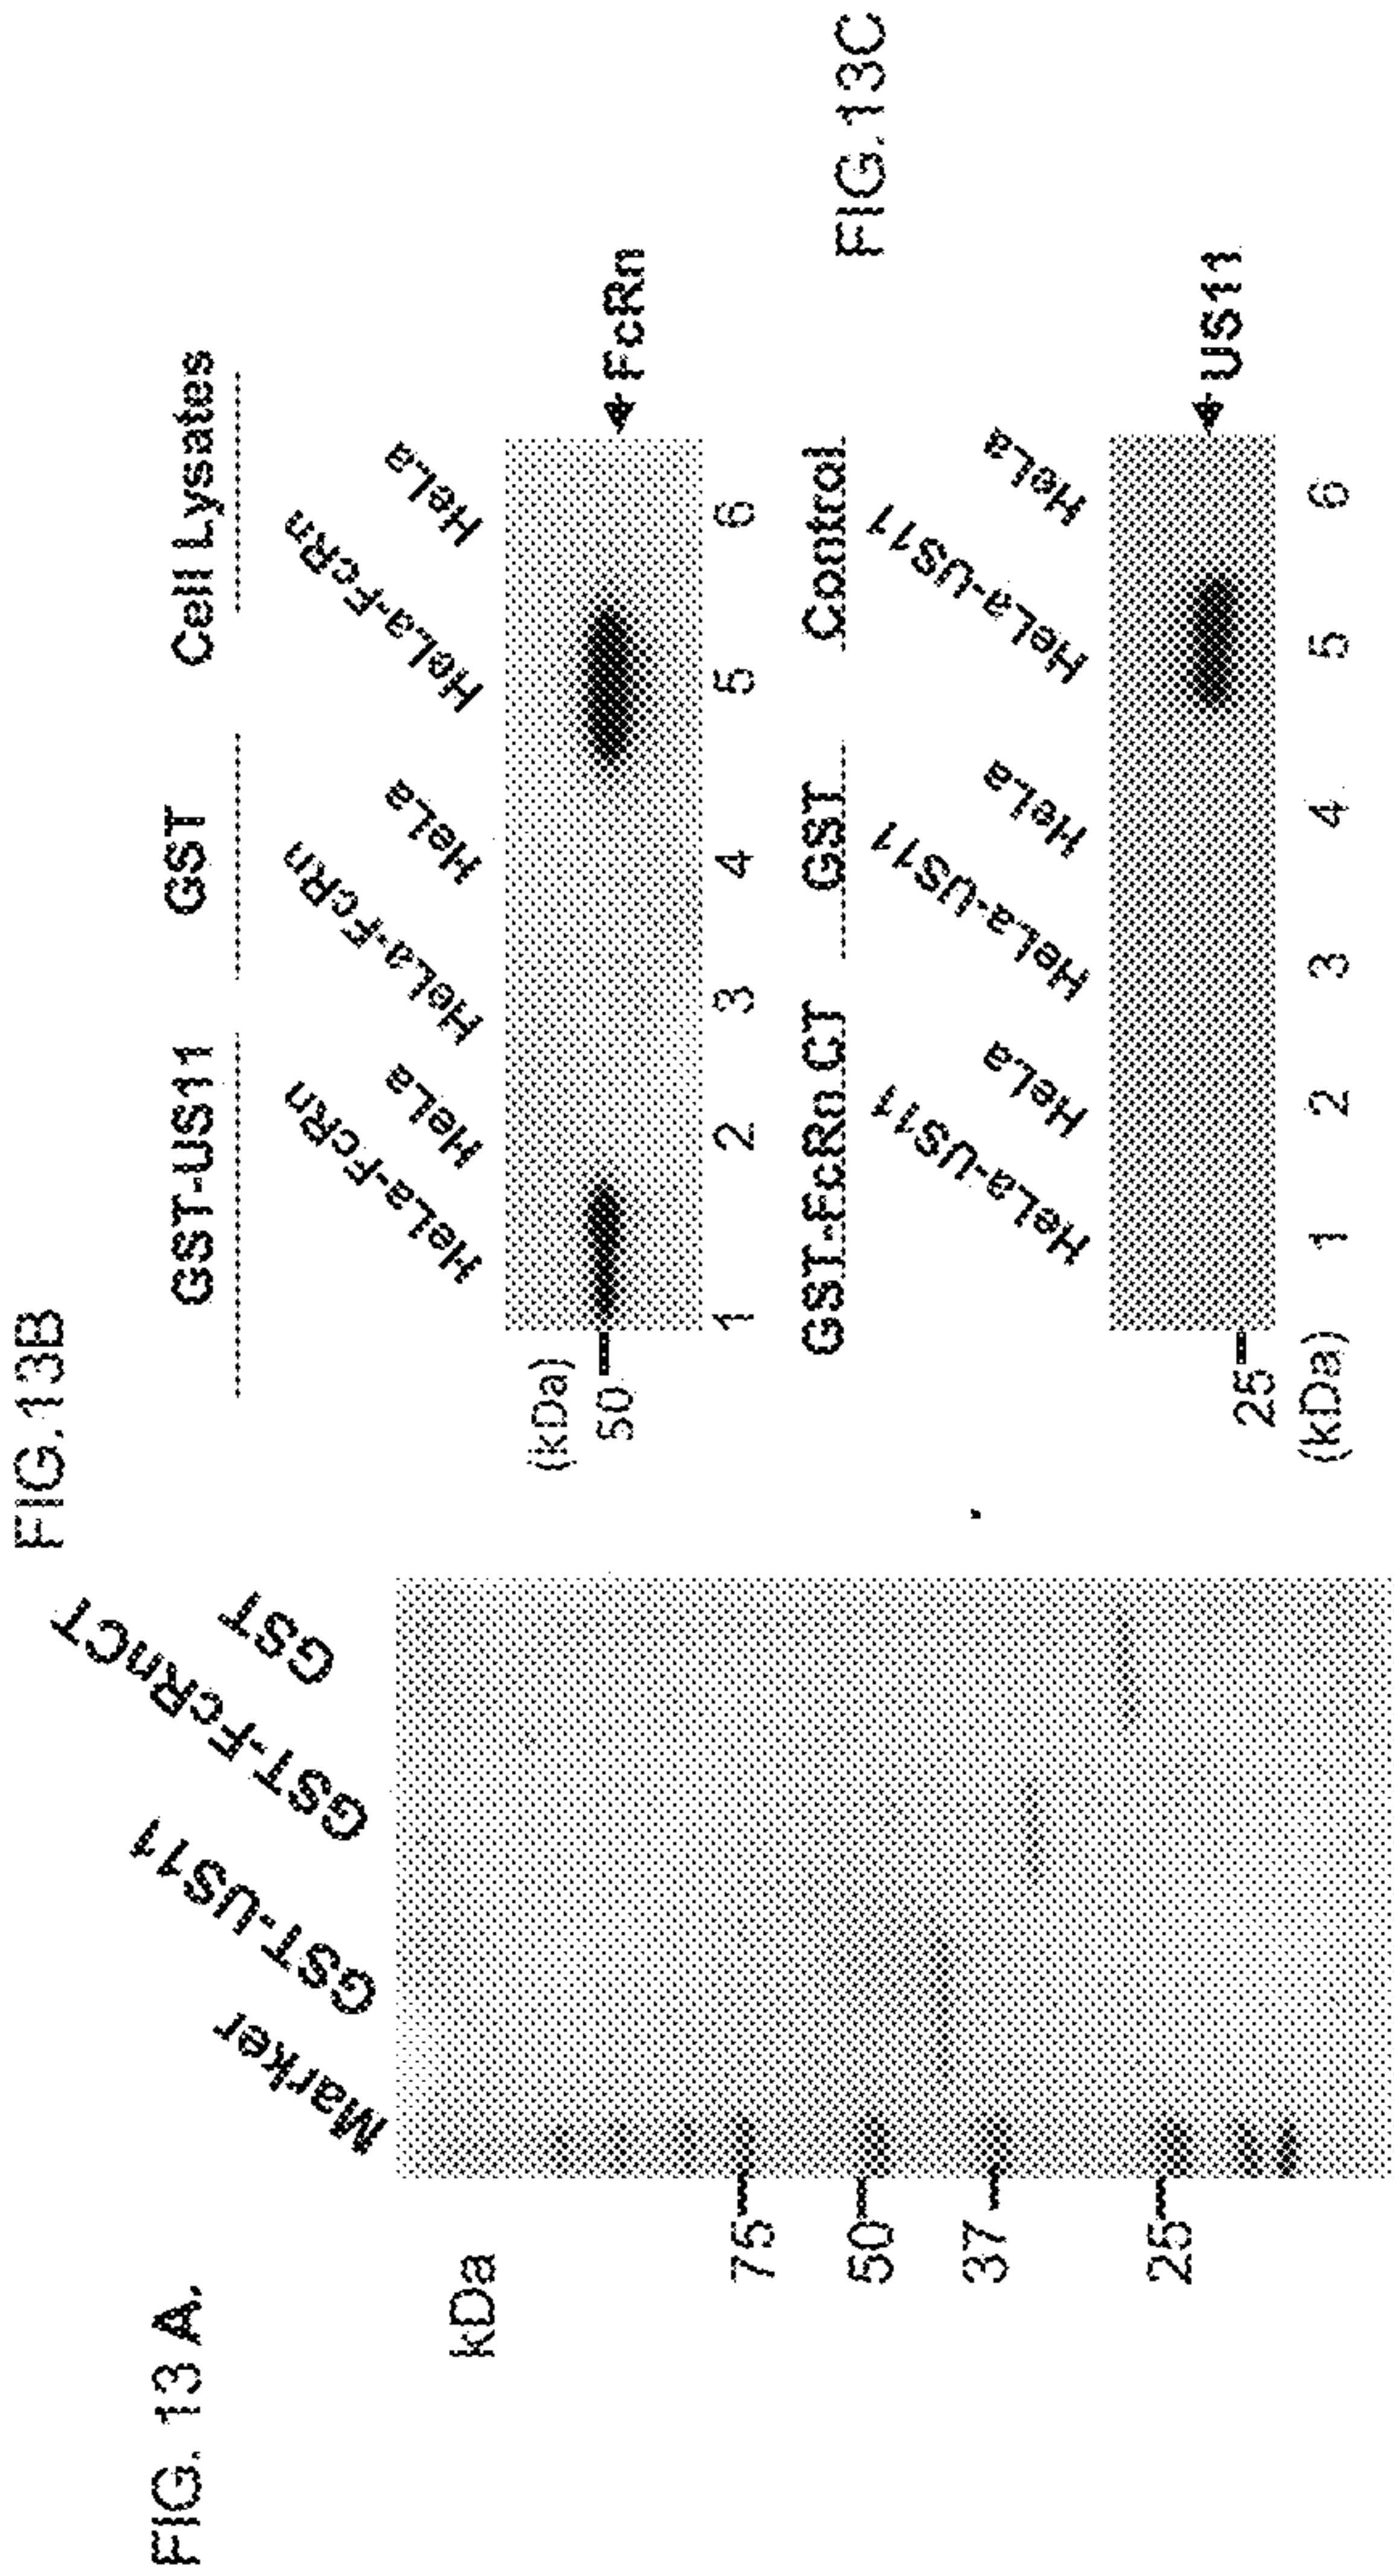 FIG. 13 A.
kDa
Marker
GST-US11
GST-FcRnCT
GST
75
50
37
25
FIG.13B
GST-US11 GST Cell Lysates
HeLa-FcRn HeLa HeLa-FcRn HeLa HeLa-FcRn HeLa
(kDa)
50
FcRn
1 2 3 4 5 6
FIG.13C
GST-FcRn CT GST Control
HeLa-US11 HeLa HeLa-US11 HeLa HeLa-US11 HeLa
US11
25
(kDa) 1 2 3 4 5 6